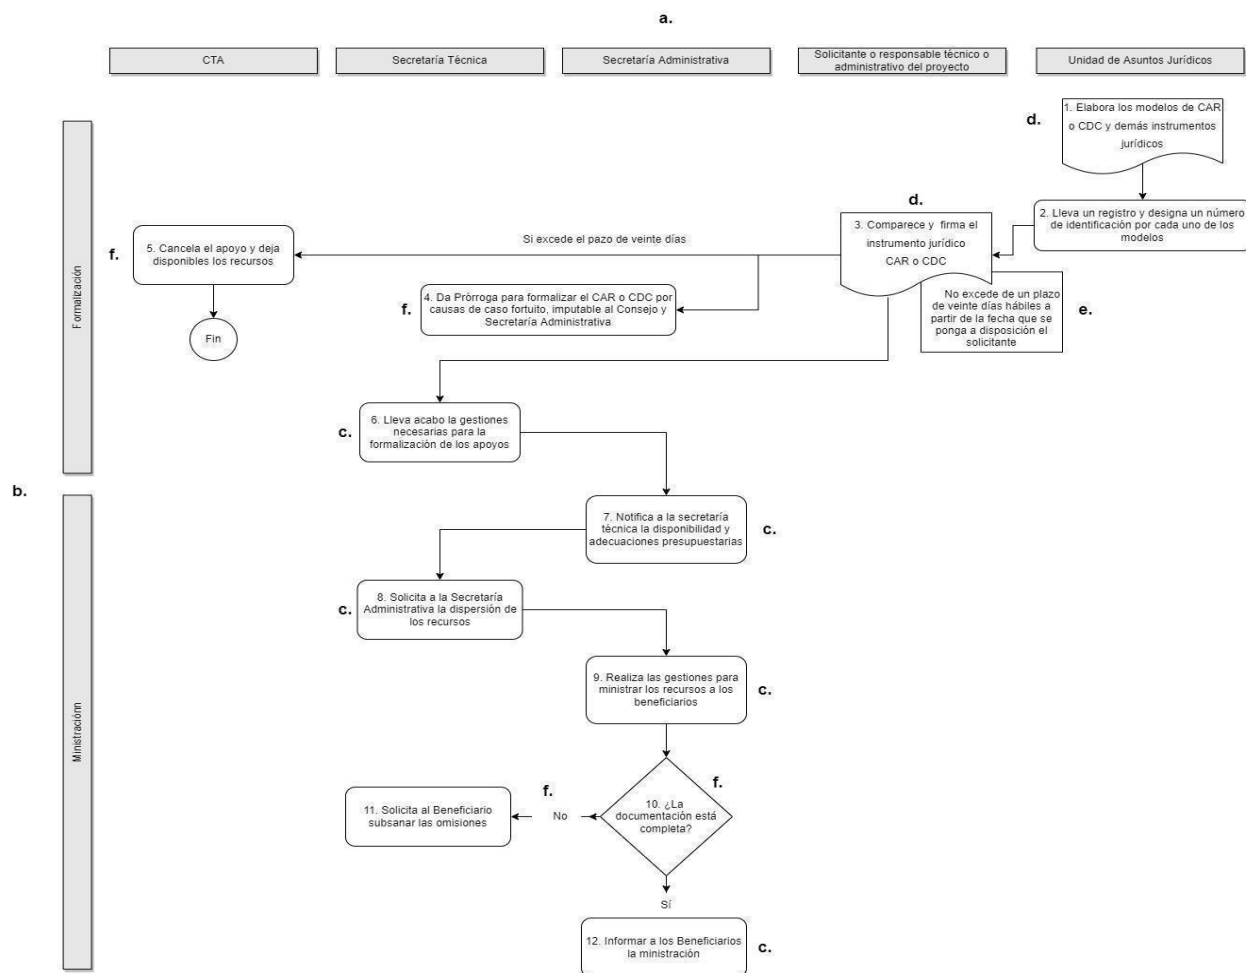 a.
CTA
Secretaría Técnica
Secretaría Administrativa
Solicitante o responsable técnico o
administrativo del proyecto
Unidad de Asuntos Jurídicos
Formalización
d.
1. Elabora los modelos de CAR
o CDC y demás instrumentos
jurídicos
2. Lleva un registro y designa un número
de identificación por cada uno de los
modelos
d.
3. Comparece y firma el
instrumento jurídico
CAR o CDC
No excede de un plazo
de veinte días hábiles a
partir de la fecha que se
ponga a disposición el
solicitante
e.
Si excede el pazo de veinte días
f.
4. Da Prórroga para formalizar el CAR o CDC por
causas de caso fortuito, imputable al Consejo y
Secretaría Administrativa
f.
5. Cancela el apoyo y deja
disponibles los recursos
Fin
c.
6. Lleva acabo la gestiones
necesarias para la
formalización de los apoyos
b.
Ministraciónn
7. Notifica a la secretaría
técnica la disponibilidad y
adecuaciones presupuestarias
c.
c.
8. Solicita a la Secretaría
Administrativa la dispersión de
los recursos
9. Realiza las gestiones para
ministrar los recursos a los
beneficiarios
c.
f.
10. ¿La
documentación está
completa?
f.
No
11. Solicita al Beneficiario
subsanar las omisiones
Sí
12. Informar a los Beneficiarios
la ministración
c.